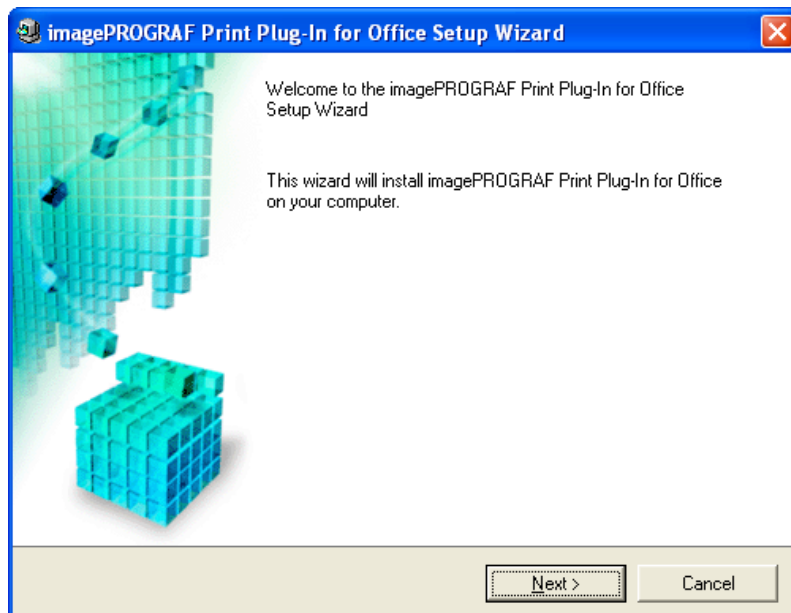 imagePROGRAF Print Plug-In for Office Setup Wizard
Welcome to the imagePROGRAF Print Plug-In for Office
Setup Wizard
This wizard will install imagePROGRAF Print Plug-In for Office
on your computer.
Next >
Cancel